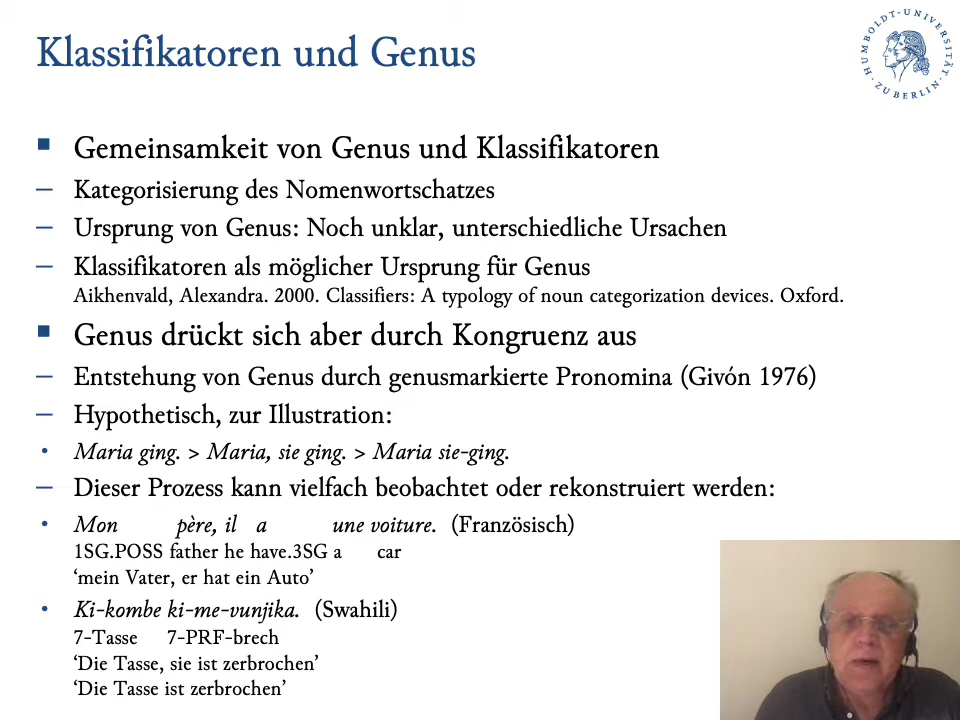 Klassifikatoren und Genus
HUMBOLDT-UNIVERSITÄT ZU BERLIN
Gemeinsamkeit von Genus und Klassifikatoren
– Kategorisierung des Nomenwortschatzes
– Ursprung von Genus: Noch unklar, unterschiedliche Ursachen
– Klassifikatoren als möglicher Ursprung für Genus
Aikhenvald, Alexandra. 2000. Classifiers: A typology of noun categorization devices. Oxford.
Genus drückt sich aber durch Kongruenz aus
– Entstehung von Genus durch genusmarkierte Pronomina (Givón 1976)
– Hypothetisch, zur Illustration:
• Maria ging. > Maria, sie ging. > Maria sie-ging.
– Dieser Prozess kann vielfach beobachtet oder rekonstruiert werden:
• Mon père, il a une voiture. (Französisch)
1SG.POSS father he have.3SG a car
‘mein Vater, er hat ein Auto’
• Ki-kombe ki-me-vunjika. (Swahili)
7-Tasse 7-PRF-brech
‘Die Tasse, sie ist zerbrochen’
‘Die Tasse ist zerbrochen’